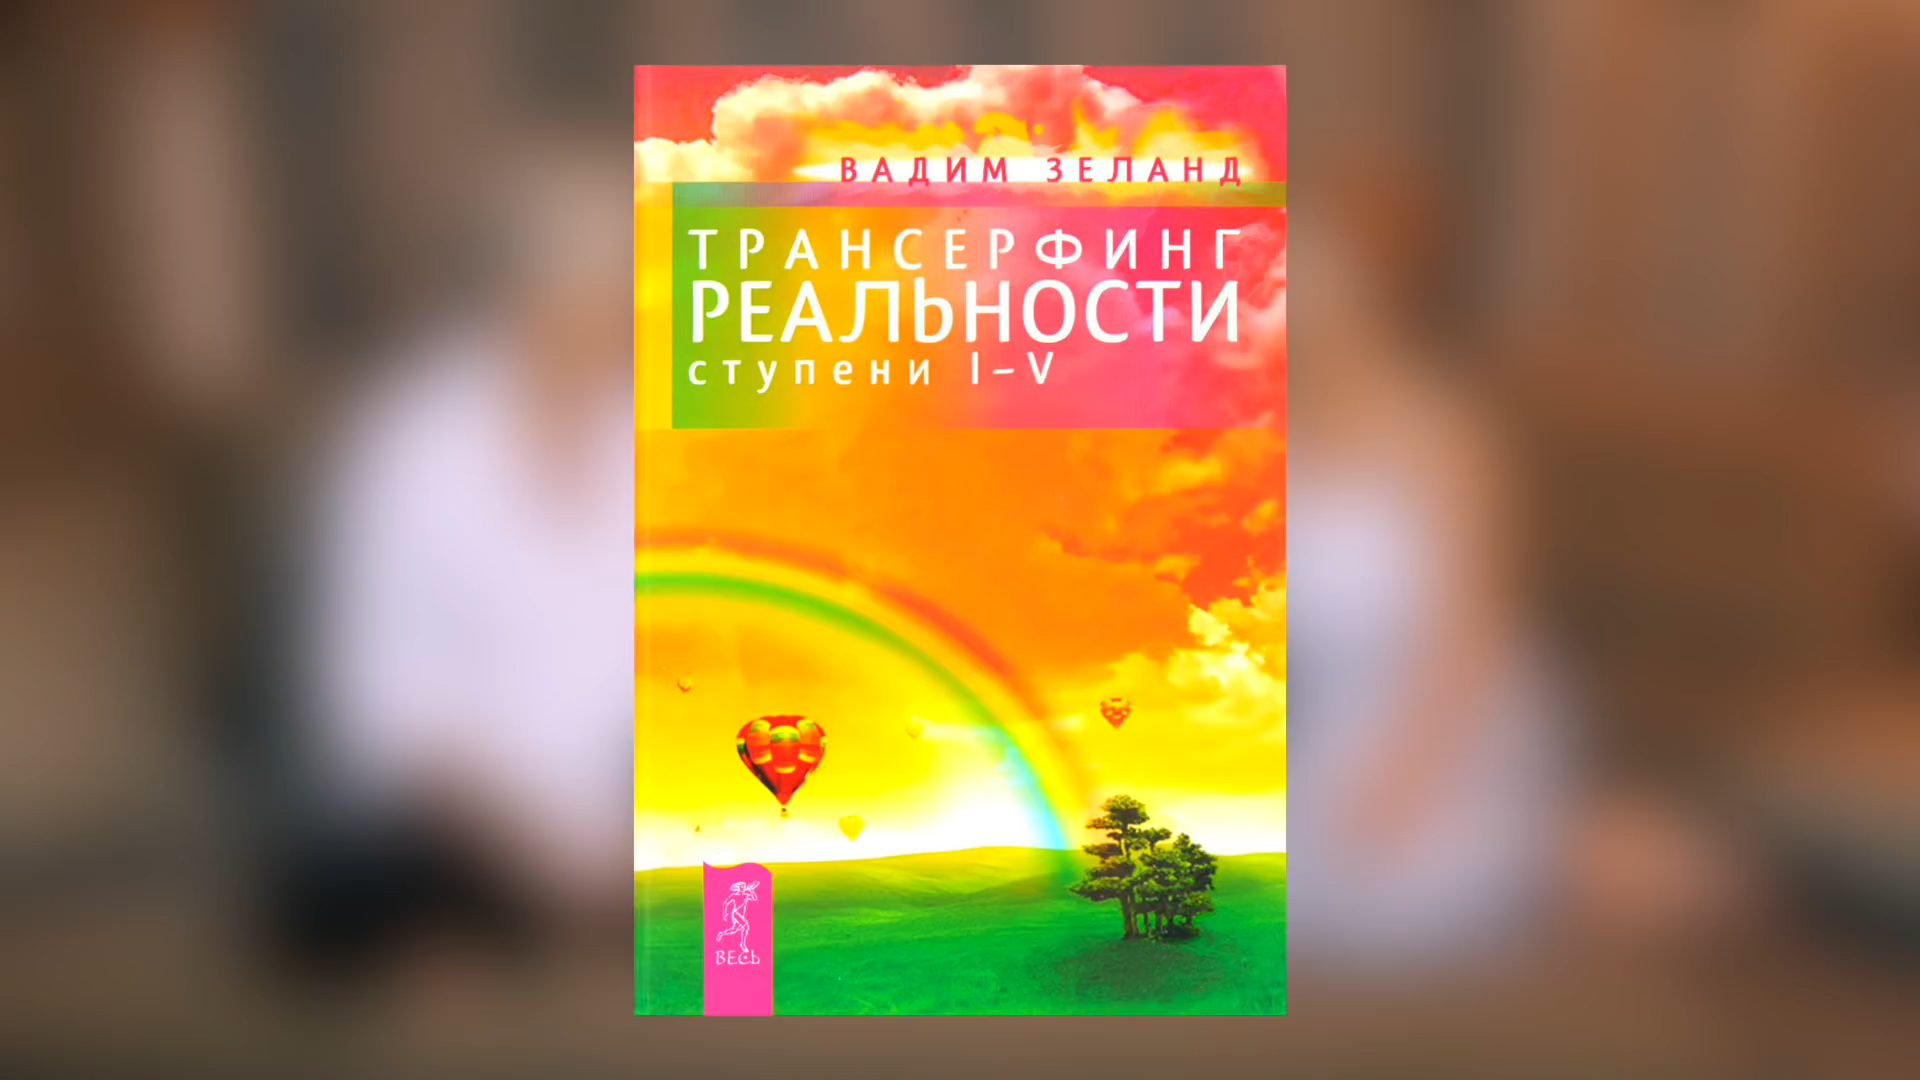 ВАДИМ ЗЕЛАНД
ТРАНСЕРФИНГ
РЕАЛЬНОСТИ
ступени I–V
ВЕСЬ